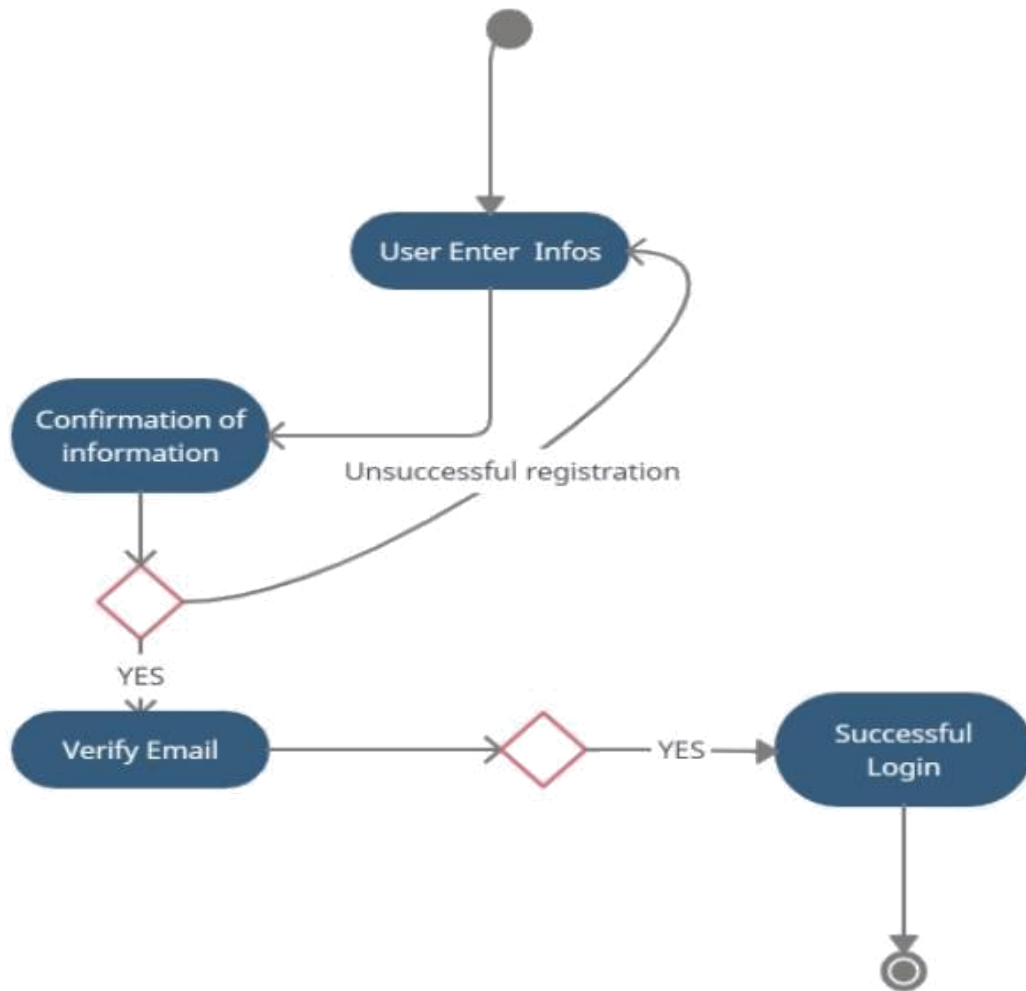 User Enter Infos
Confirmation of
information
Unsuccessful registration
YES
Verify Email
YES
Successful
Login